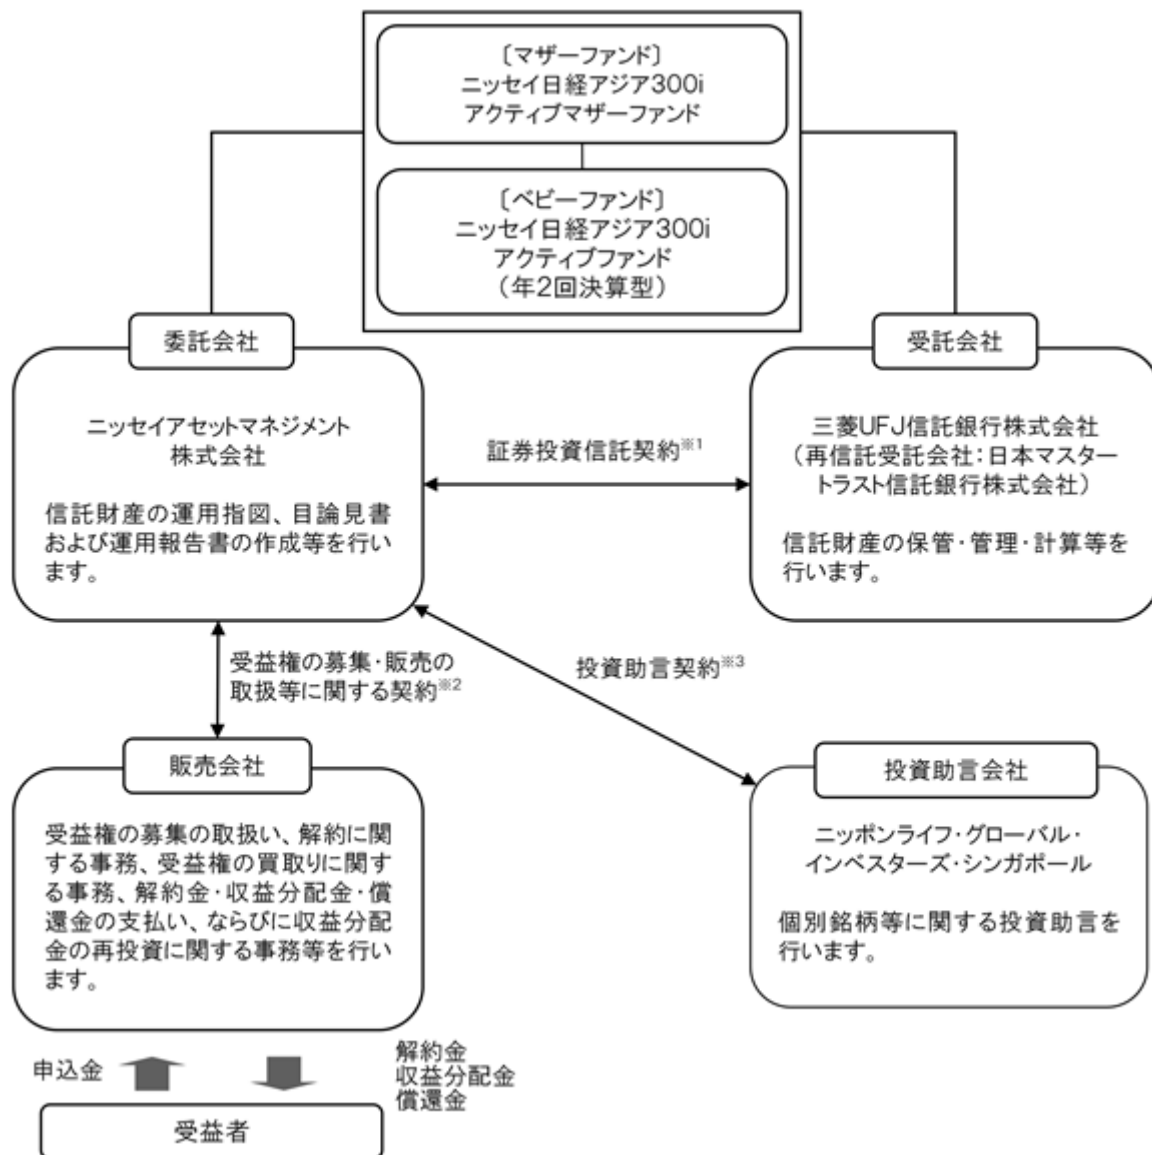 〔マザーファンド〕
ニッセイ日経アジア300i
アクティブマザーファンド
〔ベビーファンド〕
ニッセイ日経アジア300i
アクティブファンド
（年2回決算型）
委託会社
ニッセイアセットマネジメント
株式会社
信託財産の運用指図、目論見書
および運用報告書の作成等を行い
ます。
証券投資信託契約※1
受託会社
三菱UFJ信託銀行株式会社
（再信託受託会社：日本マスター
トラスト信託銀行株式会社）
信託財産の保管・管理・計算等を
行います。
受益権の募集・販売の
取扱等に関する契約※2
投資助言契約※3
販売会社
受益権の募集の取扱い、解約に関
する事務、受益権の買取りに関す
る事務、解約金・収益分配金・償
還金の支払い、ならびに収益分配
金の再投資に関する事務等を行い
ます。
投資助言会社
ニッポンライフ・グローバル・
インベスターズ・シンガポール
個別銘柄等に関する投資助言を
行います。
申込金
解約金
収益分配金
償還金
受益者